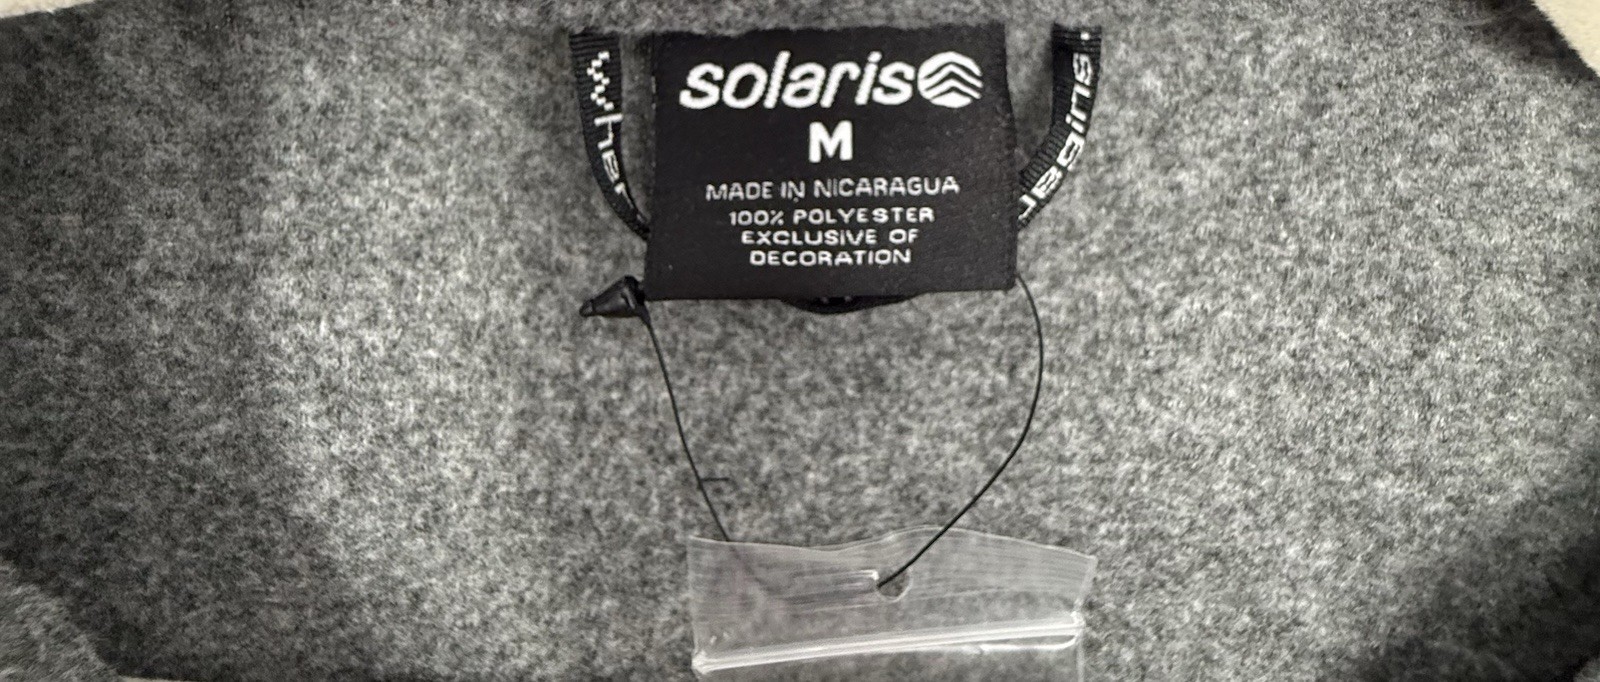 solaris
M
MADE IN NICARAGUA
100% POLYESTER
EXCLUSIVE OF
DECORATION